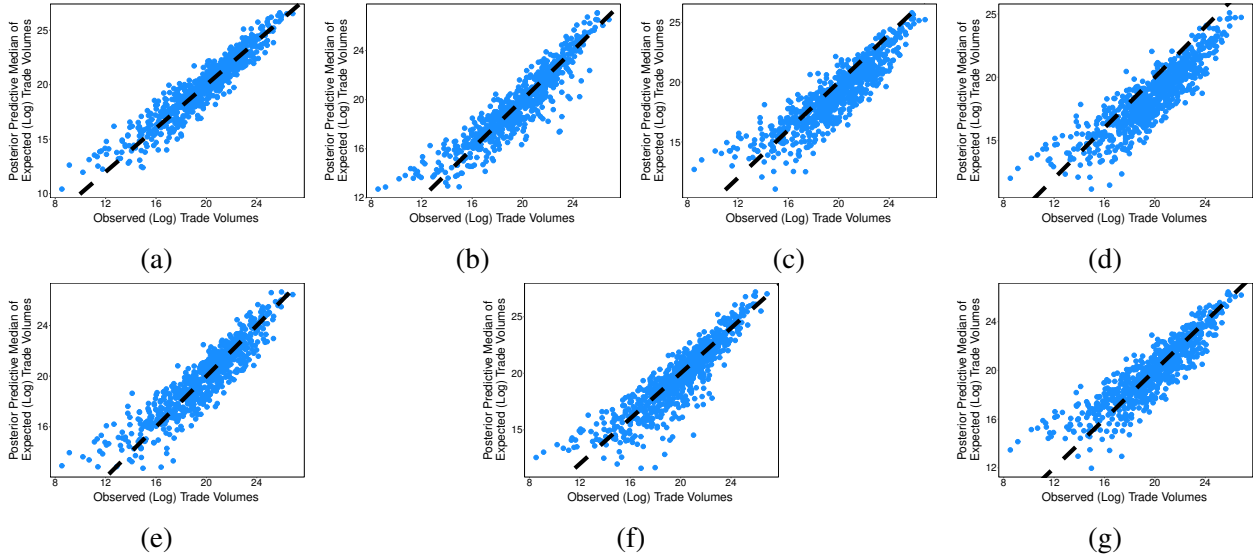 Posterior Predictive Median of
Expected (Log) Trade Volumes
25
20
15
10
8 12 16 20 24
Observed (Log) Trade Volumes
(a)
Posterior Predictive Median of
Expected (Log) Trade Volumes
24
20
16
12
8 12 16 20 24
Observed (Log) Trade Volumes
(b)
Posterior Predictive Median of
Expected (Log) Trade Volumes
25
20
15
8 12 16 20 24
Observed (Log) Trade Volumes
(c)
Posterior Predictive Median of
Expected (Log) Trade Volumes
25
20
15
8 12 16 20 24
Observed (Log) Trade Volumes
(d)
Posterior Predictive Median of
Expected (Log) Trade Volumes
24
20
16
8 12 16 20 24
Observed (Log) Trade Volumes
(e)
Posterior Predictive Median of
Expected (Log) Trade Volumes
25
20
15
8 12 16 20 24
Observed (Log) Trade Volumes
(f)
Posterior Predictive Median of
Expected (Log) Trade Volumes
24
20
16
12
8 12 16 20 24
Observed (Log) Trade Volumes
(g)